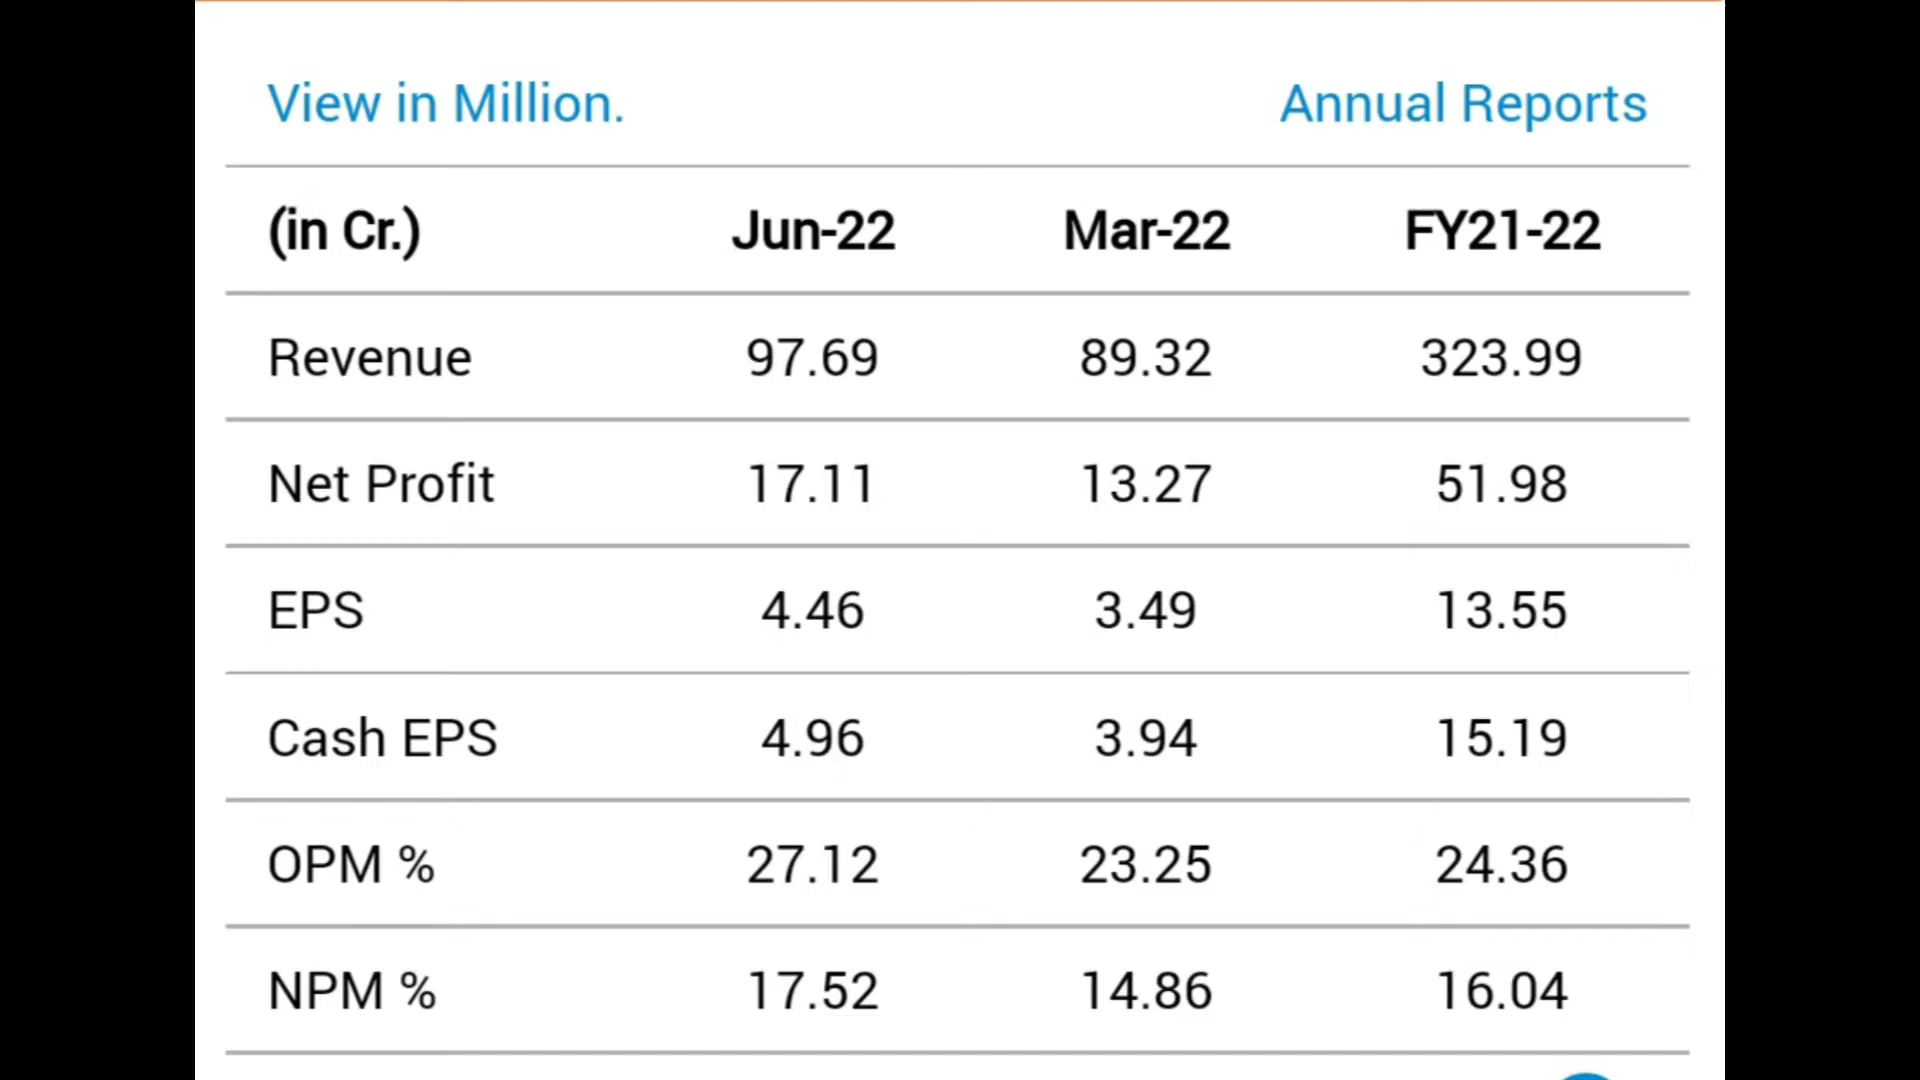 View in Million. Annual Reports
(in Cr.) Jun-22 Mar-22 FY21-22
Revenue 97.69 89.32 323.99
Net Profit 17.11 13.27 51.98
EPS 4.46 3.49 13.55
Cash EPS 4.96 3.94 15.19
OPM % 27.12 23.25 24.36
NPM % 17.52 14.86 16.04